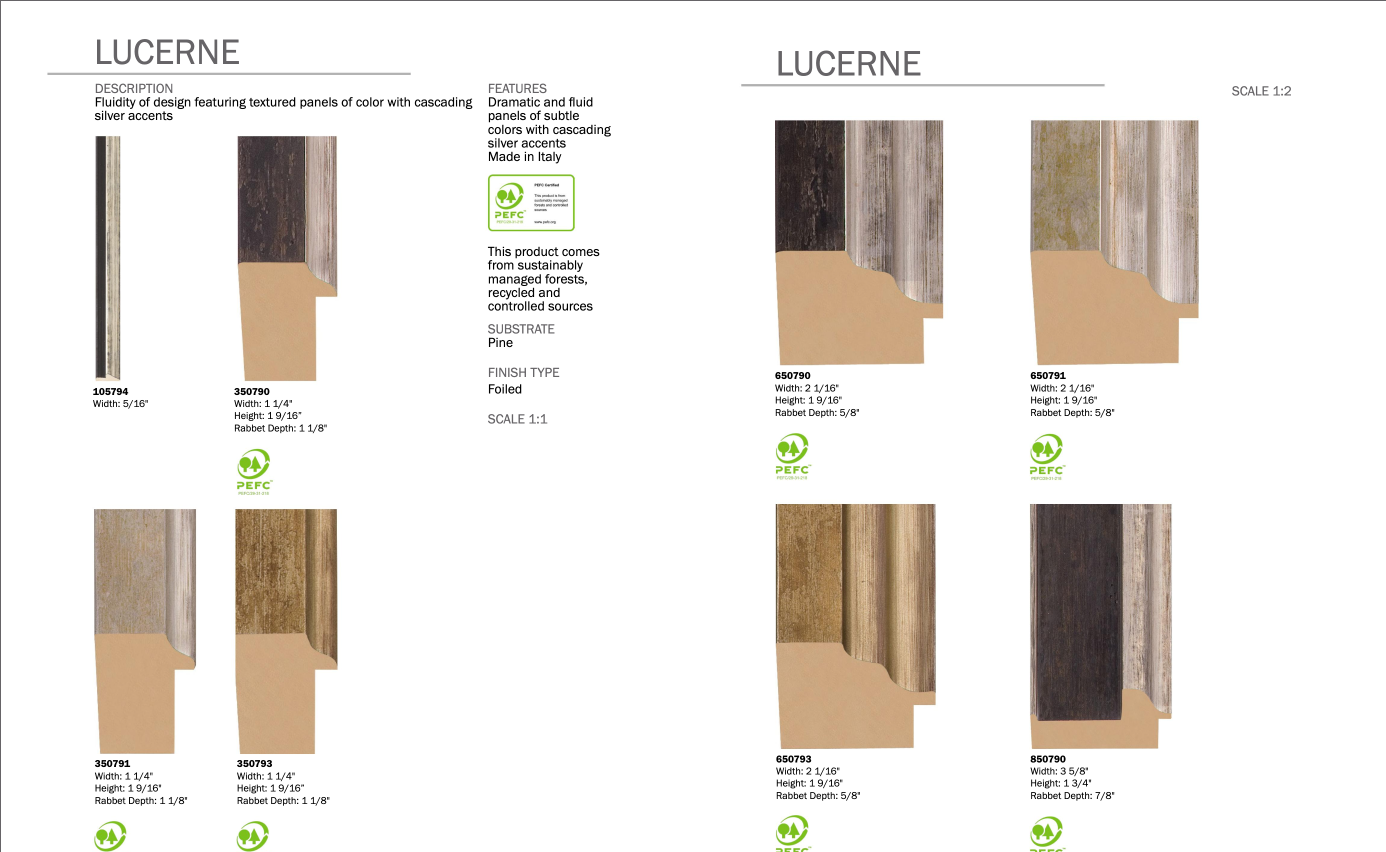 LUCERNE
DESCRIPTION
Fluidity of design featuring textured panels of color with cascading
silver accents
105794
Width: 5/16"
350790
Width: 1 1/4"
Height: 1 9/16”
Rabbet Depth: 1 1/8"
PEFC™
350791
Width: 1 1/4"
Height: 1 9/16"
Rabbet Depth: 1 1/8"
350793
Width: 1 1/4"
Height: 1 9/16"
Rabbet Depth: 1 1/8"
FEATURES
Dramatic and fluid
panels of subtle
colors with cascading
silver accents
Made in Italy
PEFC™
PEFC Certified
This product is from
sustainably managed
forests and controlled
sources
www.pefc.org
This product comes
from sustainably
managed forests,
recycled and
controlled sources
SUBSTRATE
Pine
FINISH TYPE
Foiled
SCALE 1:1
LUCERNE
SCALE 1:2
650790
Width: 2 1/16"
Height: 1 9/16"
Rabbet Depth: 5/8"
PEFC™
650791
Width: 2 1/16"
Height: 1 9/16"
Rabbet Depth: 5/8"
PEFC™
650793
Width: 2 1/16"
Height: 1 9/16"
Rabbet Depth: 5/8"
PEFC
850790
Width: 3 5/8"
Height: 1 3/4"
Rabbet Depth: 7/8"
PEFC